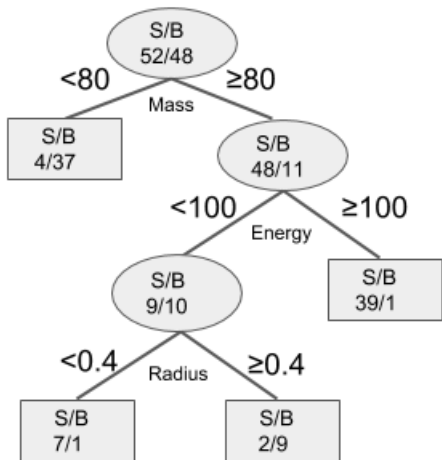 S/B
52/48
<80
≥80
Mass
S/B
4/37
S/B
48/11
<100
≥100
Energy
S/B
9/10
S/B
39/1
<0.4
≥0.4
Radius
S/B
7/1
S/B
2/9